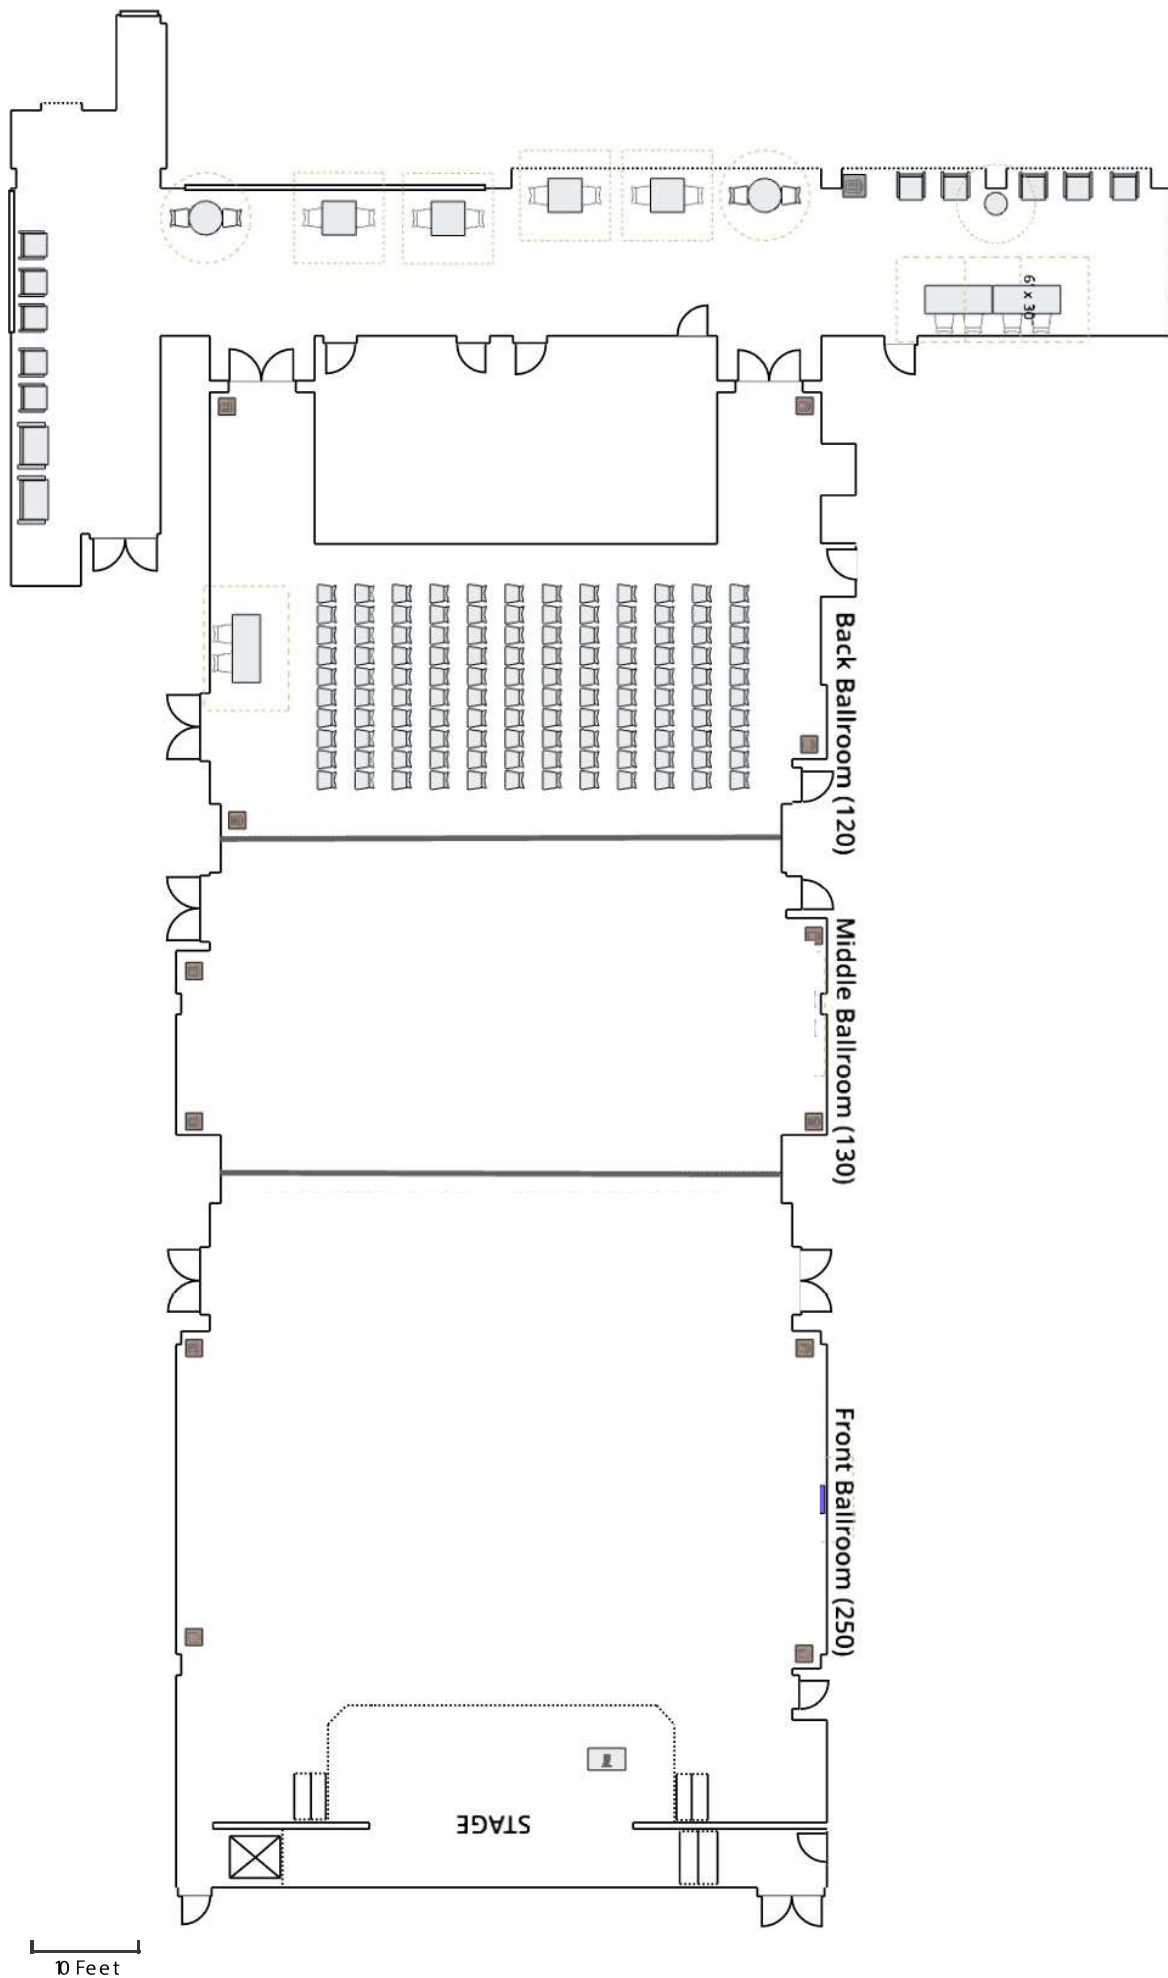 6' x 30"
Back Ballroom (120)
Middle Ballroom (130)
Front Ballroom (250)
STAGE
10 Feet